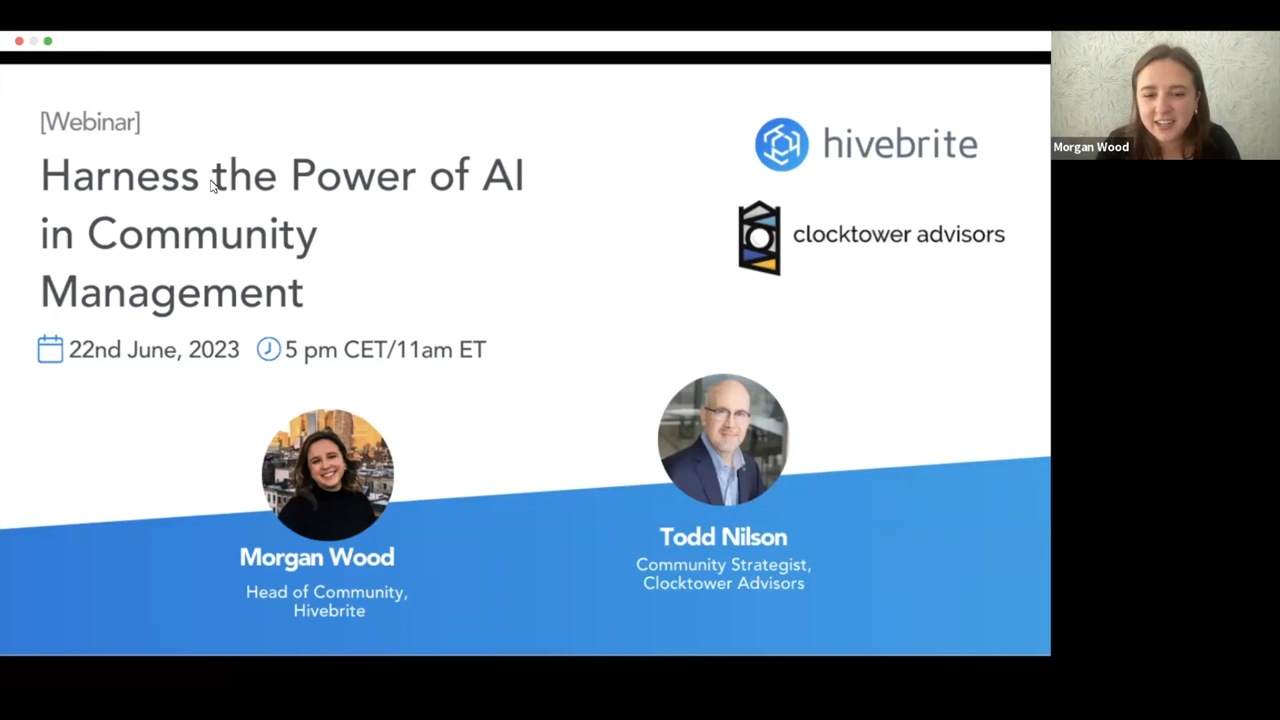 [Webinar]
Harness the Power of AI
in Community
Management
22nd June, 2023 5 pm CET/11am ET
hivebrite
clocktower advisors
Morgan Wood
Head of Community,
Hivebrite
Todd Nilson
Community Strategist,
Clocktower Advisors
Morgan Wood